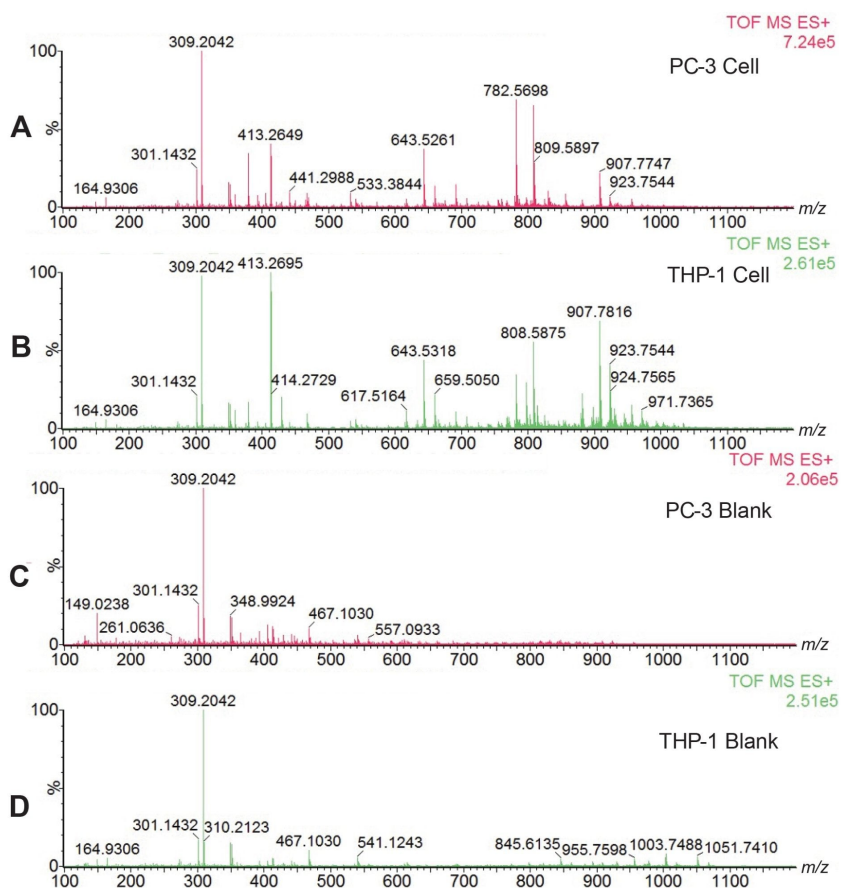 TOF MS ES+
7.24e5
PC-3 Cell
A
100
%
0
309.2042
782.5698
413.2649
643.5261
301.1432
809.5897
907.7747
441.2988
533.3844
923.7544
164.9306
100 200 300 400 500 600 700 800 900 1000 1100 m/z
TOF MS ES+
2.61e5
THP-1 Cell
B
100
%
0
309.2042 413.2695
907.7816
808.5875
643.5318
923.7544
301.1432
414.2729
659.5050
924.7565
617.5164
971.7365
164.9306
100 200 300 400 500 600 700 800 900 1000 1100 m/z
TOF MS ES+
2.06e5
PC-3 Blank
C
100
%
0
309.2042
301.1432
149.0238
348.9924
467.1030
261.0636
557.0933
100 200 300 400 500 600 700 800 900 1000 1100 m/z
TOF MS ES+
2.51e5
THP-1 Blank
D
100
%
0
309.2042
301.1432
310.2123
467.1030
541.1243
845.6135
1003.7488
1051.7410
164.9306
955.7598
100 200 300 400 500 600 700 800 900 1000 1100 m/z